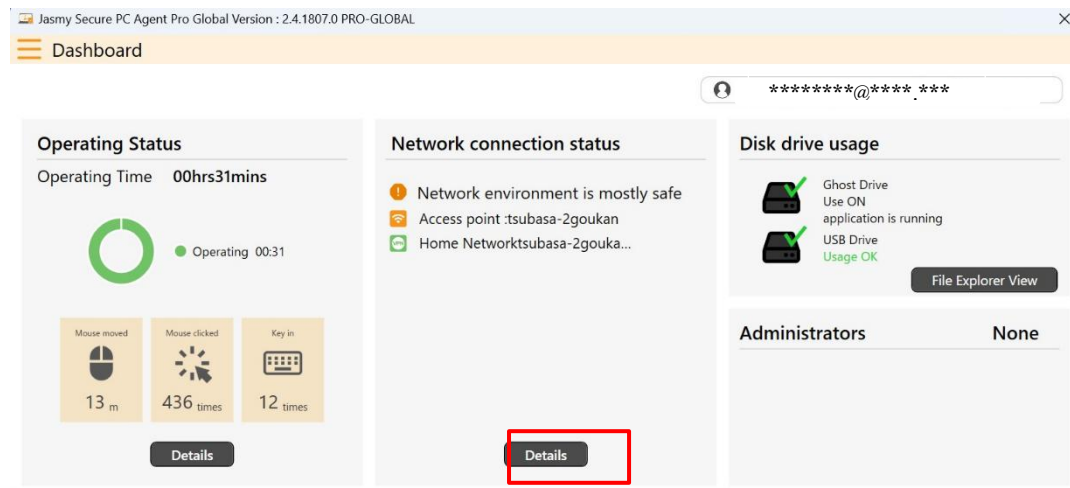 Jasmy Secure PC Agent Pro Global Version : 2.4.1807.0 PRO-GLOBAL
Dashboard
********@****.***
Operating Status
Operating Time 00hrs31mins
Operating 00:31
Mouse moved
13 m
Mouse clicked
436 times
Key in
12 times
Details
Network connection status
Network environment is mostly safe
Access point :tsubasa-2goukan
Home Networktsubasa-2gouka...
Details
Disk drive usage
Ghost Drive
Use ON
application is running
USB Drive
Usage OK
File Explorer View
Administrators None